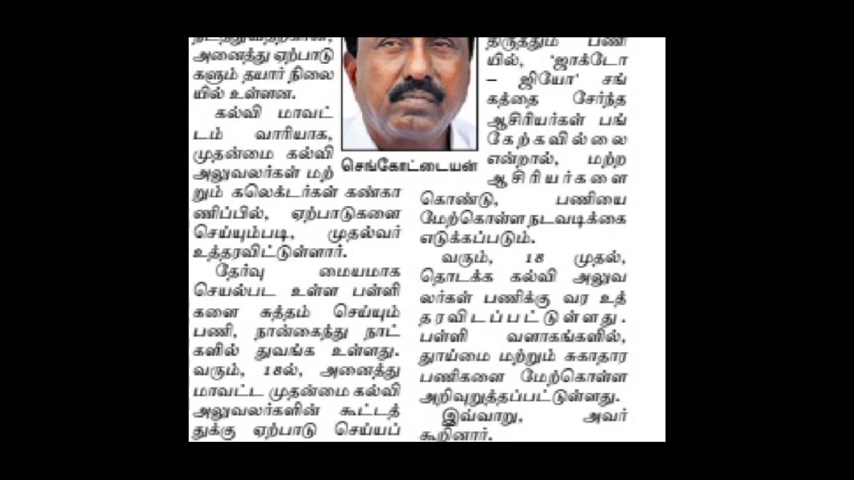 அனைத்து ஏற்பாடு
களும் தயார் நிலை
யில் உள்ளன.
கல்வி மாவட்
டம் வாரியாக,
முதன்மை கல்வி
அலுவலர்கள் மற்
றும் கலெக்டர்கள் கண்கா
ணிப்பில், ஏற்பாடுகளை
செய்யும்படி, முதல்வர்
உத்தரவிட்டுள்ளார்.
தேர்வு மையமாக
செயல்பட உள்ள பள்ளி
களை சுத்தம் செய்யும்
பணி, நான்கைந்து நாட்
களில் துவங்க உள்ளது.
வரும், 18ல், அனைத்து
மாவட்ட முதன்மை கல்வி
அலுவலர்களின் கூட்டத்
துக்கு ஏற்பாடு செய்யப்
செங்கோட்டையன்
திருத்தும் பணி
யில், 'ஜாக்டோ
– ஜியோ' சங்
கத்தை சேர்ந்த
ஆசிரியர்கள் பங்
கேற்கவில்லை
என்றால், மற்ற
ஆசிரியர்களை
கொண்டு, பணியை
மேற்கொள்ள நடவடிக்கை
எடுக்கப்படும்.
வரும், 18 முதல்,
தொடக்க கல்வி அலுவ
லர்கள் பணிக்கு வர உத்
தரவிடப்பட்டுள்ளது.
பள்ளி வளாகங்களில்,
தூய்மை மற்றும் சுகாதார
பணிகளை மேற்கொள்ள
அறிவுறுத்தப்பட்டுள்ளது.
இவ்வாறு, அவர்
கூறினார்.